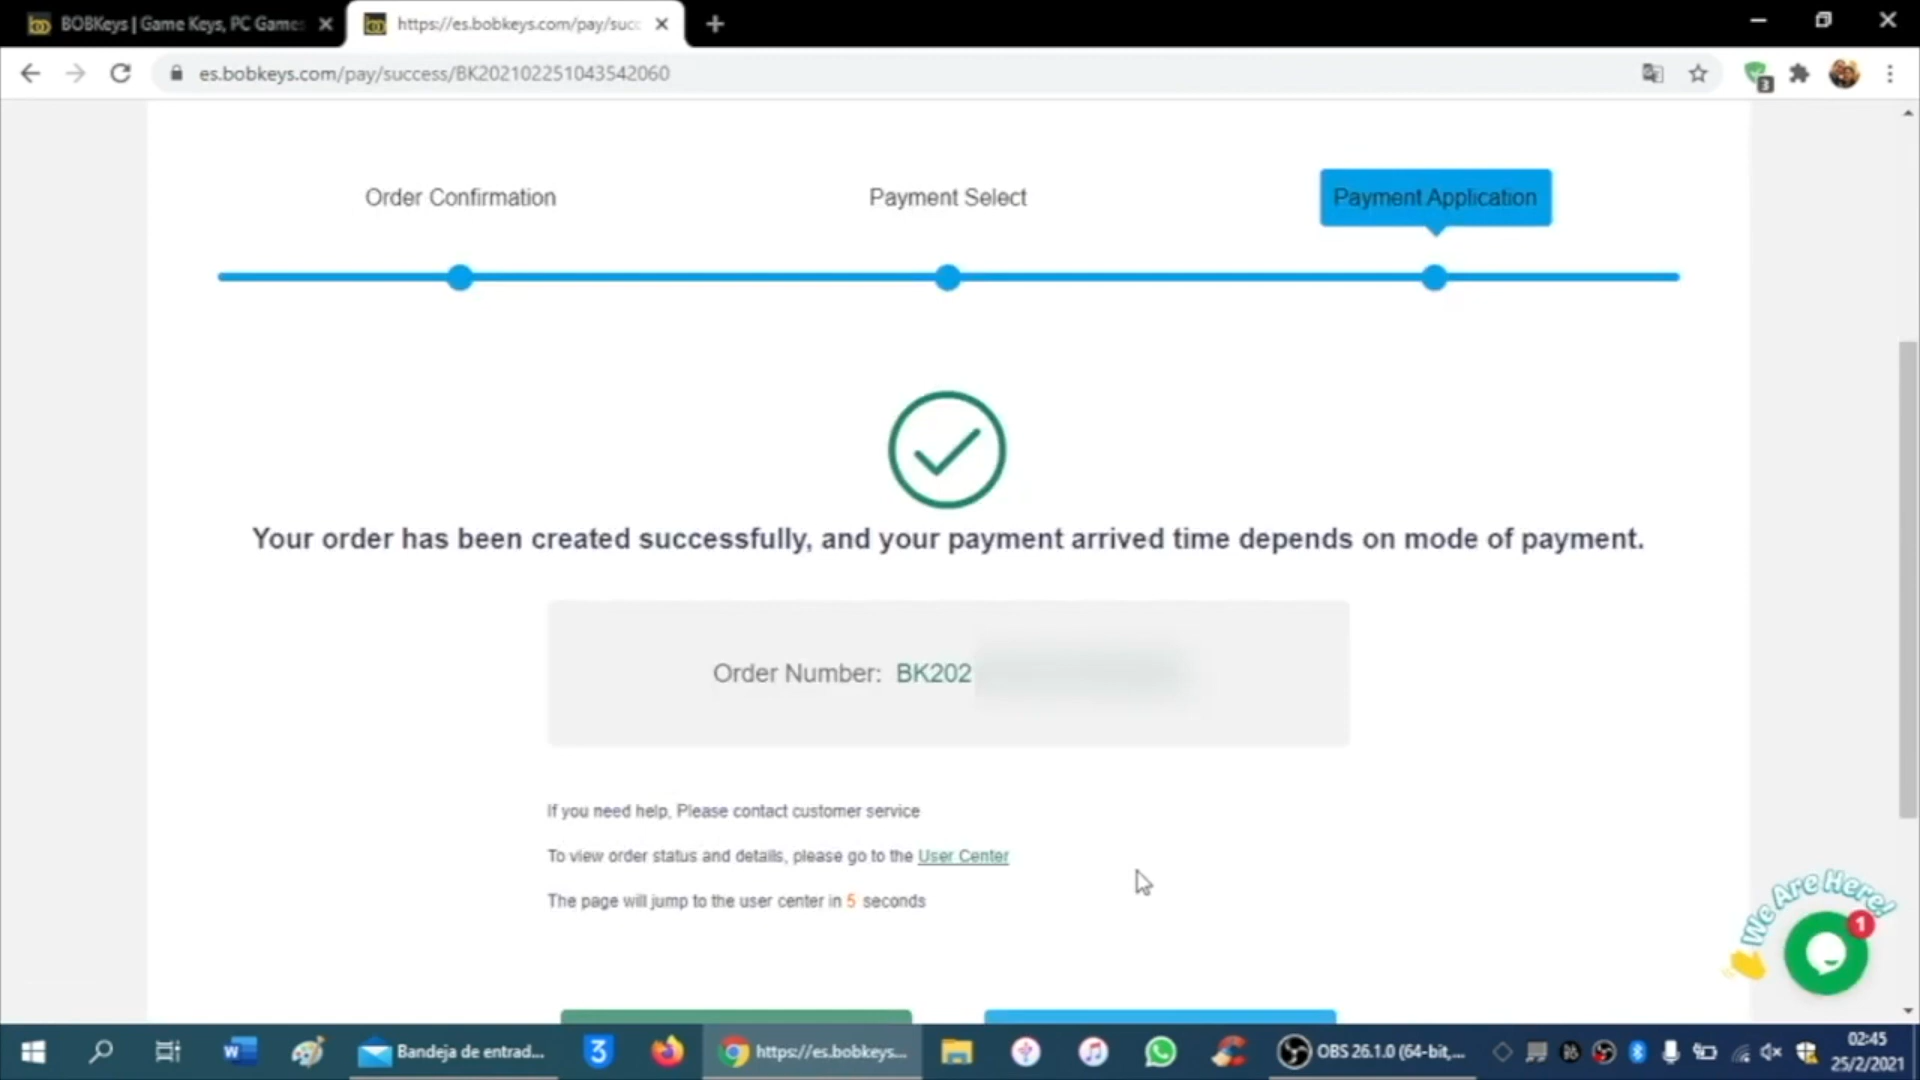 BOBKeys | Game Keys, PC Games
https://es.bobkeys.com/pay/succ
es.bobkeys.com/pay/success/BK202102251043542060
3
Order Confirmation
Payment Select
Payment Application
Your order has been created successfully, and your payment arrived time depends on mode of payment.
Order Number: BK202
If you need help, Please contact customer service
To view order status and details, please go to the User Center
The page will jump to the user center in 5 seconds
We Are Here!
1
Bandeja de entrad...
3
https://es.bobkeys...
OBS 26.1.0 (64-bit,...
02:45
25/2/2021